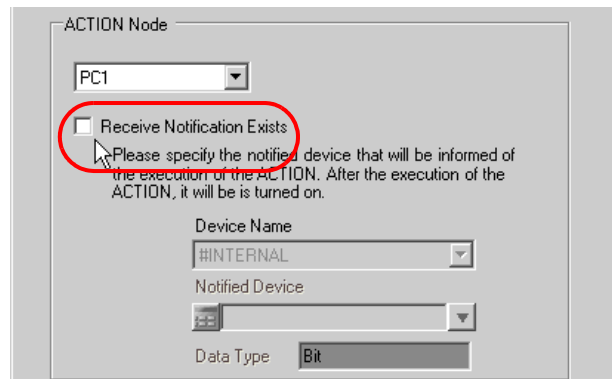 ACTION Node
PC1
Receive Notification Exists
Please specify the notified device that will be informed of
the execution of the ACTION. After the execution of the
ACTION, it will be is turned on.
Device Name
#INTERNAL
Notified Device
Data Type Bit